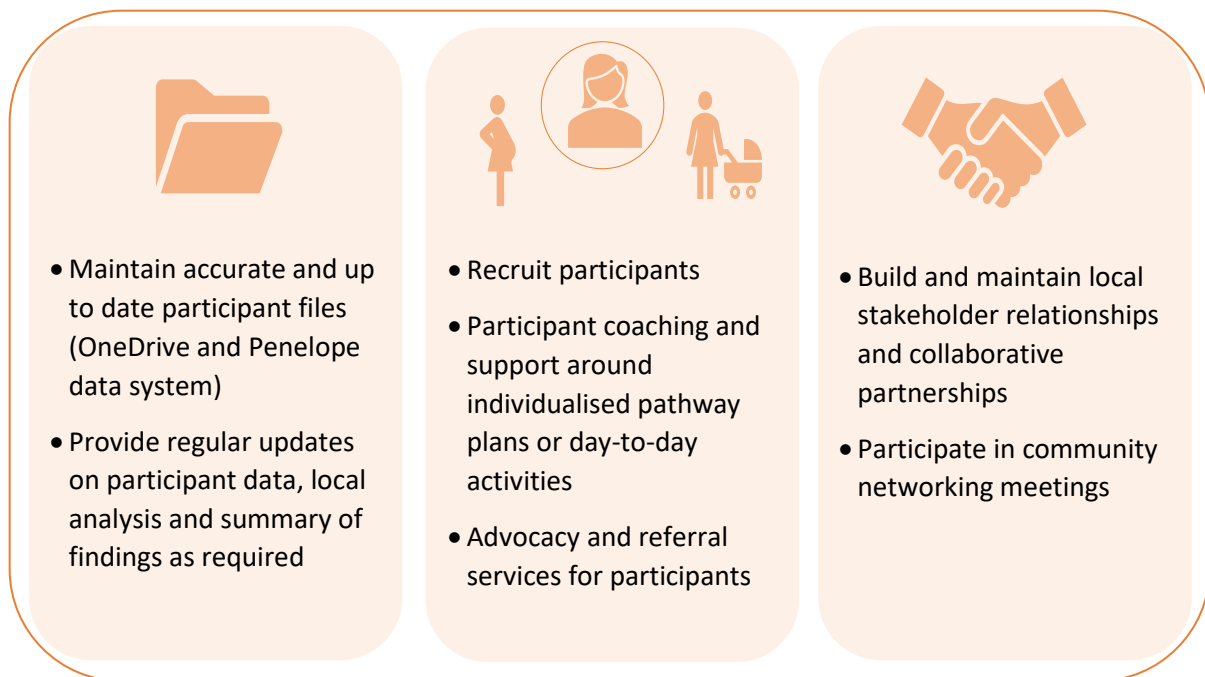 • Maintain accurate and up
to date participant files
(OneDrive and Penelope
data system)
• Provide regular updates
on participant data, local
analysis and summary of
findings as required
• Recruit participants
• Participant coaching and
support around
individualised pathway
plans or day-to-day
activities
• Advocacy and referral
services for participants
• Build and maintain local
stakeholder relationships
and collaborative
partnerships
• Participate in community
networking meetings